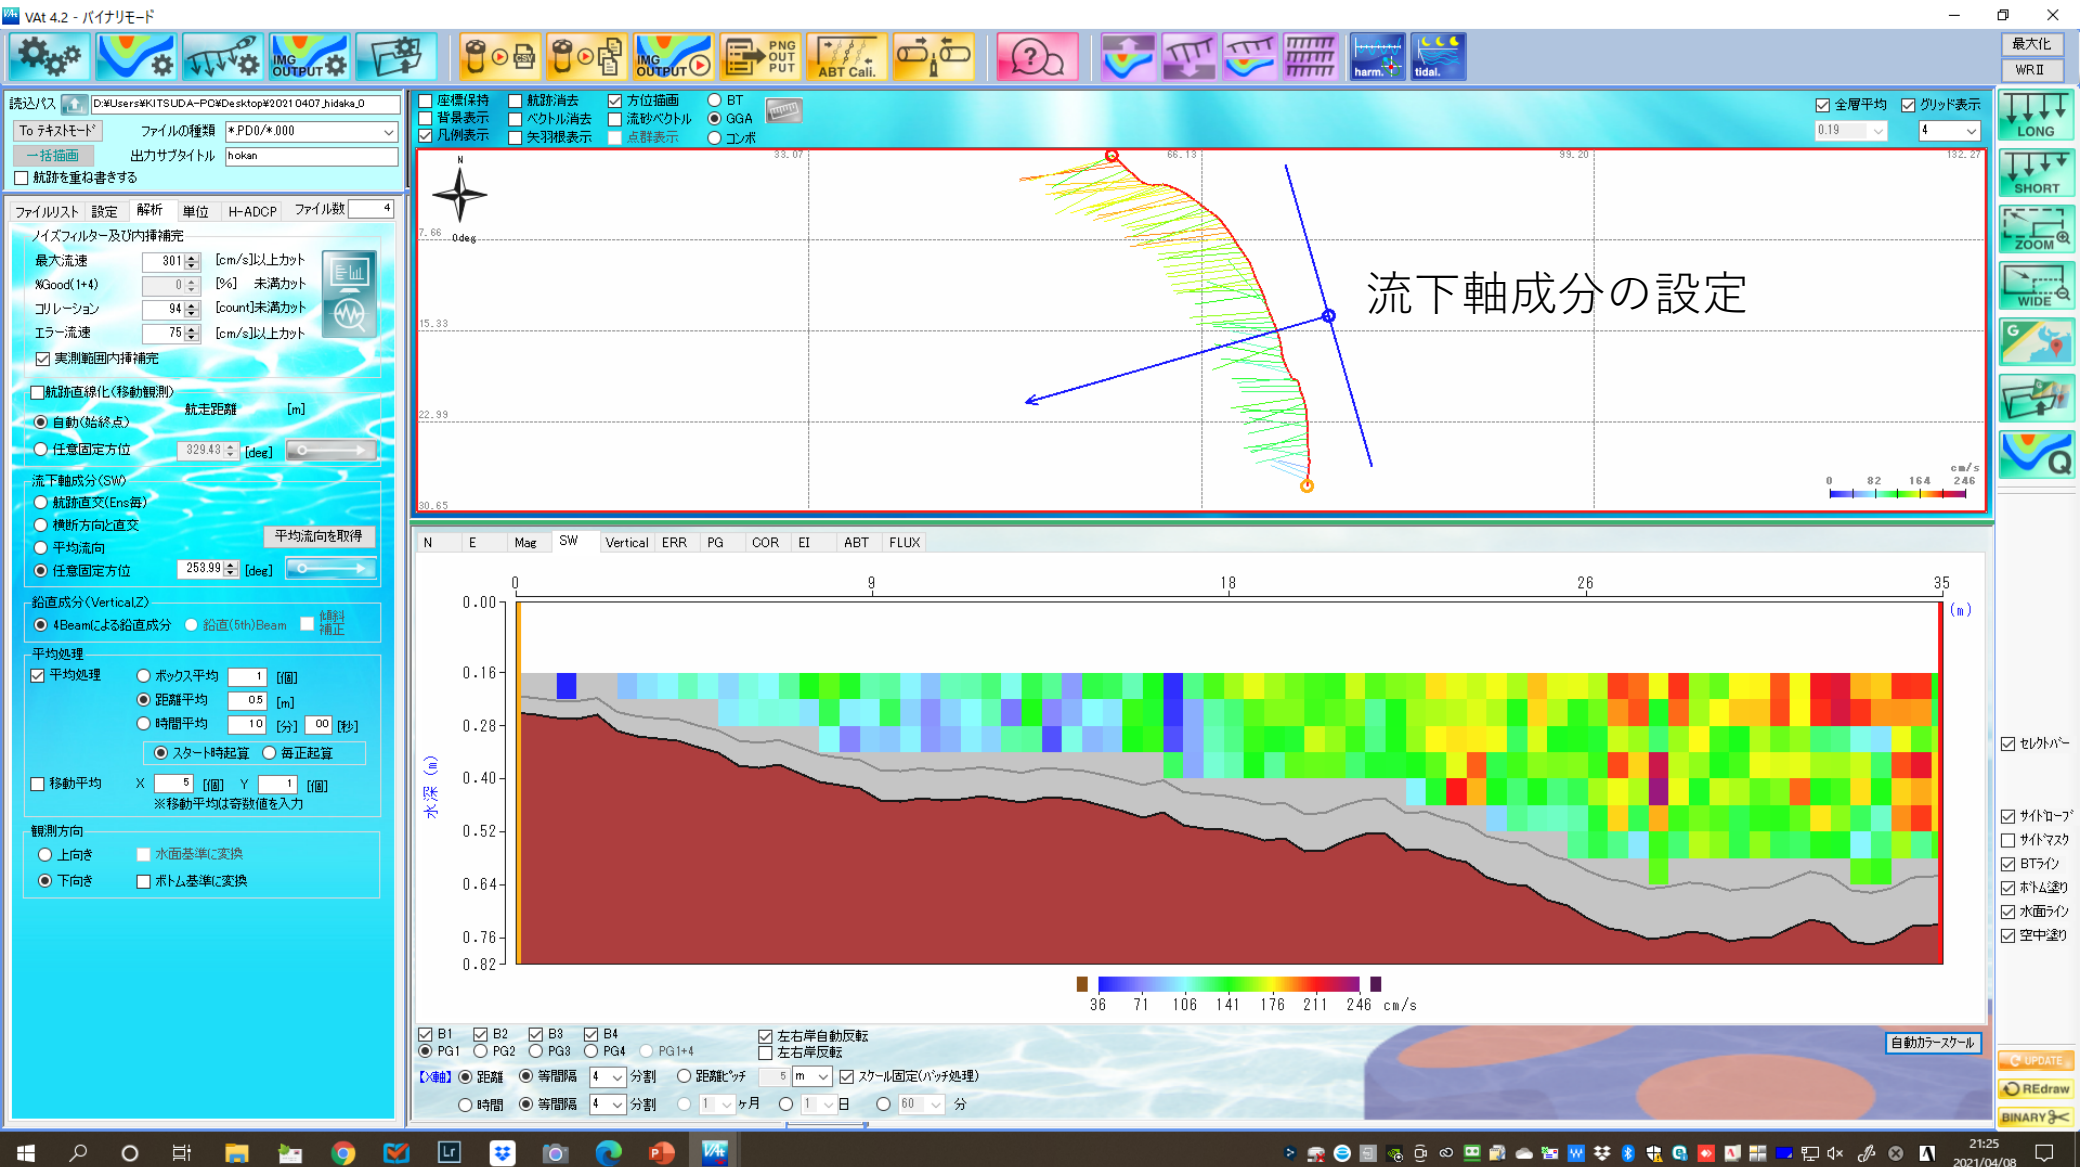 VAt 4.2 - バイナリモード
IMG OUTPUT
CSV
IMG OUTPUT
PNG OUT PUT
ABT Cali.
harm.
tidal.
最大化
WRⅡ
読込パス D:¥Users¥KITSUDA-PC¥Desktop¥20210407_hidaka_0
To テキストモード ファイルの種類 *.PD0/*.000
一括描画 出力サブタイトル hokan
航跡を重ね書きする
座標保持 航跡消去 方位描画 BT
背景表示 ベクトル消去 流砂ベクトル GGA
凡例表示 矢羽根表示 点群表示 コンボ
全層平均 グリッド表示
0.19 4
ファイルリスト 設定 解析 単位 H-ADCP ファイル数 4
ノイズフィルター及び内挿補完
最大流速 301 [cm/s]以上カット
%Good(1+4) 0 [%] 未満カット
コリレーション 94 [count]未満カット
エラー流速 75 [cm/s]以上カット
実測範囲内挿補完
航跡直線化(移動観測)
航走距離 [m]
自動(始終点)
任意固定方位 329.43 [deg]
流下軸成分(SW)
航跡直交(Ens毎)
横断方向と直交
平均流向 平均流向を取得
任意固定方位 253.99 [deg]
鉛直成分(Vertical,Z)
4Beamによる鉛直成分 鉛直(5th)Beam 傾斜補正
平均処理
平均処理 ボックス平均 1 [個]
距離平均 0.5 [m]
時間平均 10 [分] 00 [秒]
スタート時起算 毎正起算
移動平均 X 5 [個] Y 1 [個]
※移動平均は奇数値を入力
観測方向
上向き 水面基準に変換
下向き ボトム基準に変換
33.07 66.13 99.20 132.27
N
7.66 0deg
15.33
22.99
30.65
流下軸成分の設定
cm/s
0 82 164 246
N E Mag SW Vertical ERR PG COR EI ABT FLUX
0 9 18 26 35
(m)
0.00
0.16
0.28
0.40
0.52
0.64
0.76
0.82
水深 (m)
36 71 106 141 176 211 246 cm/s
B1 B2 B3 B4 左右岸自動反転
PG1 PG2 PG3 PG4 PG1+4 左右岸反転
自動カラースケール
【X軸】 距離 等間隔 4 分割 距離ピッチ 5 m スケール固定(バッチ処理)
時間 等間隔 4 分割 1 ヶ月 1 日 60 分
LONG
SHORT
ZOOM
WIDE
G
Q
セレクトバー
サイドローブ
サイドマスク
BTライン
ボトム塗り
水面ライン
空中塗り
UPDATE
REdraw
BINARY
Lr
VAt
21:25
2021/04/08